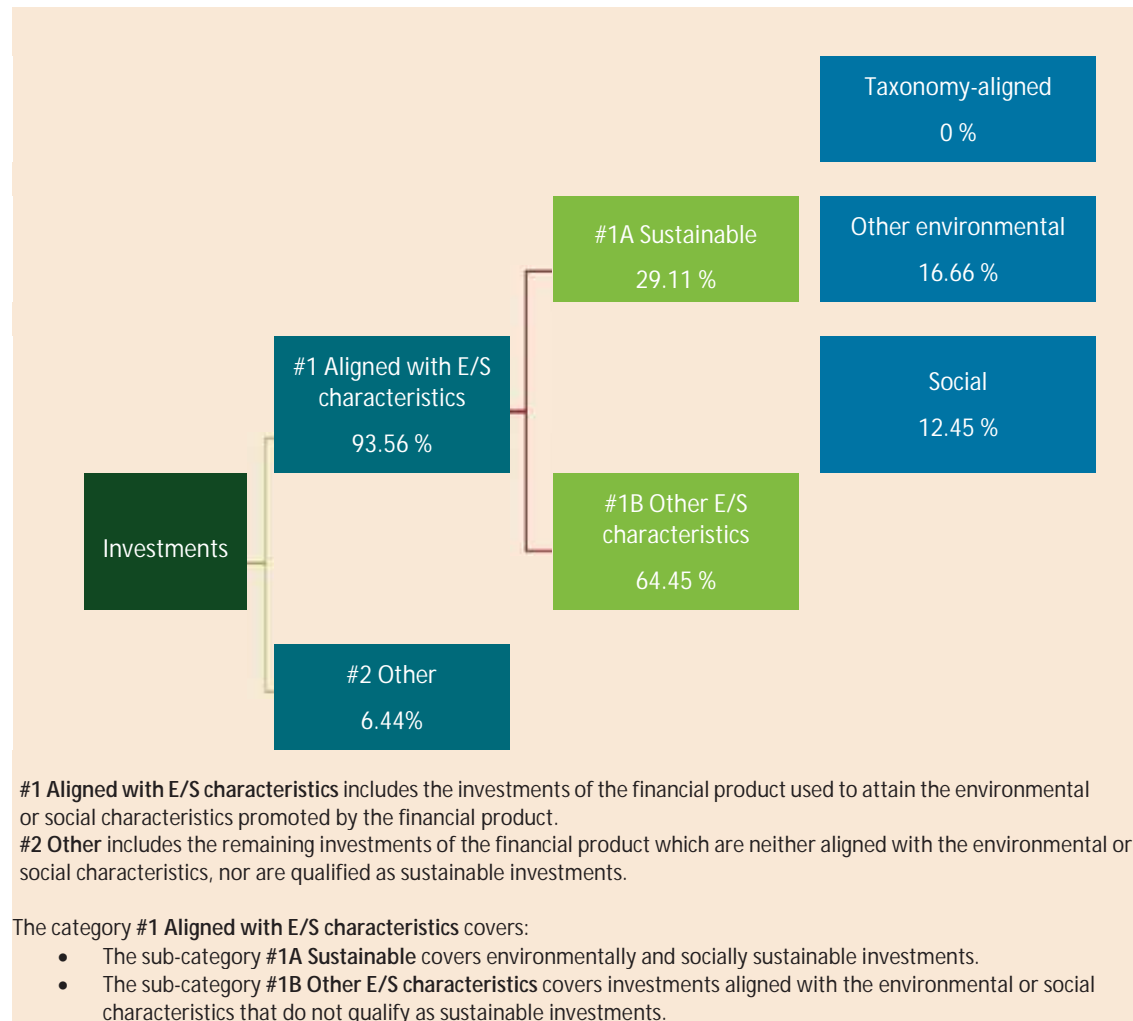 Taxonomy-aligned
0 %
#1A Sustainable
29.11 %
Other environmental
16.66 %
#1 Aligned with E/S
characteristics
93.56 %
Social
12.45 %
Investments
#1B Other E/S
characteristics
64.45 %
#2 Other
6.44%
#1 Aligned with E/S characteristics includes the investments of the financial product used to attain the environmental
or social characteristics promoted by the financial product.
#2 Other includes the remaining investments of the financial product which are neither aligned with the environmental or
social characteristics, nor are qualified as sustainable investments.
The category #1 Aligned with E/S characteristics covers:
• The sub-category #1A Sustainable covers environmentally and socially sustainable investments.
• The sub-category #1B Other E/S characteristics covers investments aligned with the environmental or social
characteristics that do not qualify as sustainable investments.